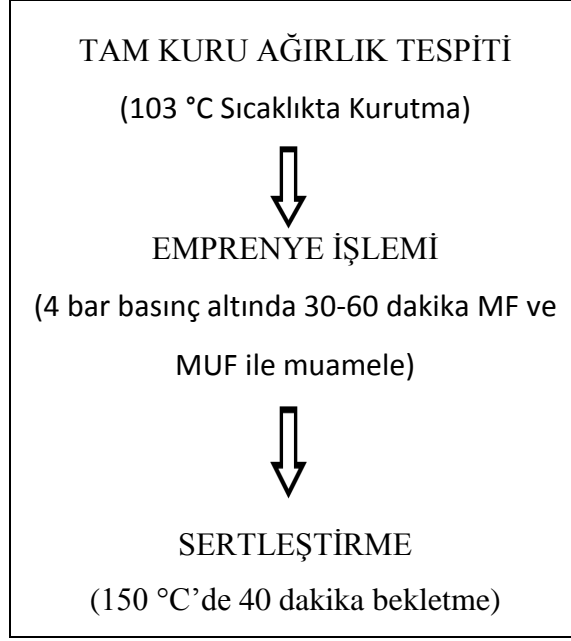 TAM KURU AĞIRLIK TESPİTİ
(103 °C Sıcaklıkta Kurutma)
EMPRENYE İŞLEMİ
(4 bar basınç altında 30-60 dakika MF ve
MUF ile muamele)
SERTLEŞTİRME
(150 °C’de 40 dakika bekletme)